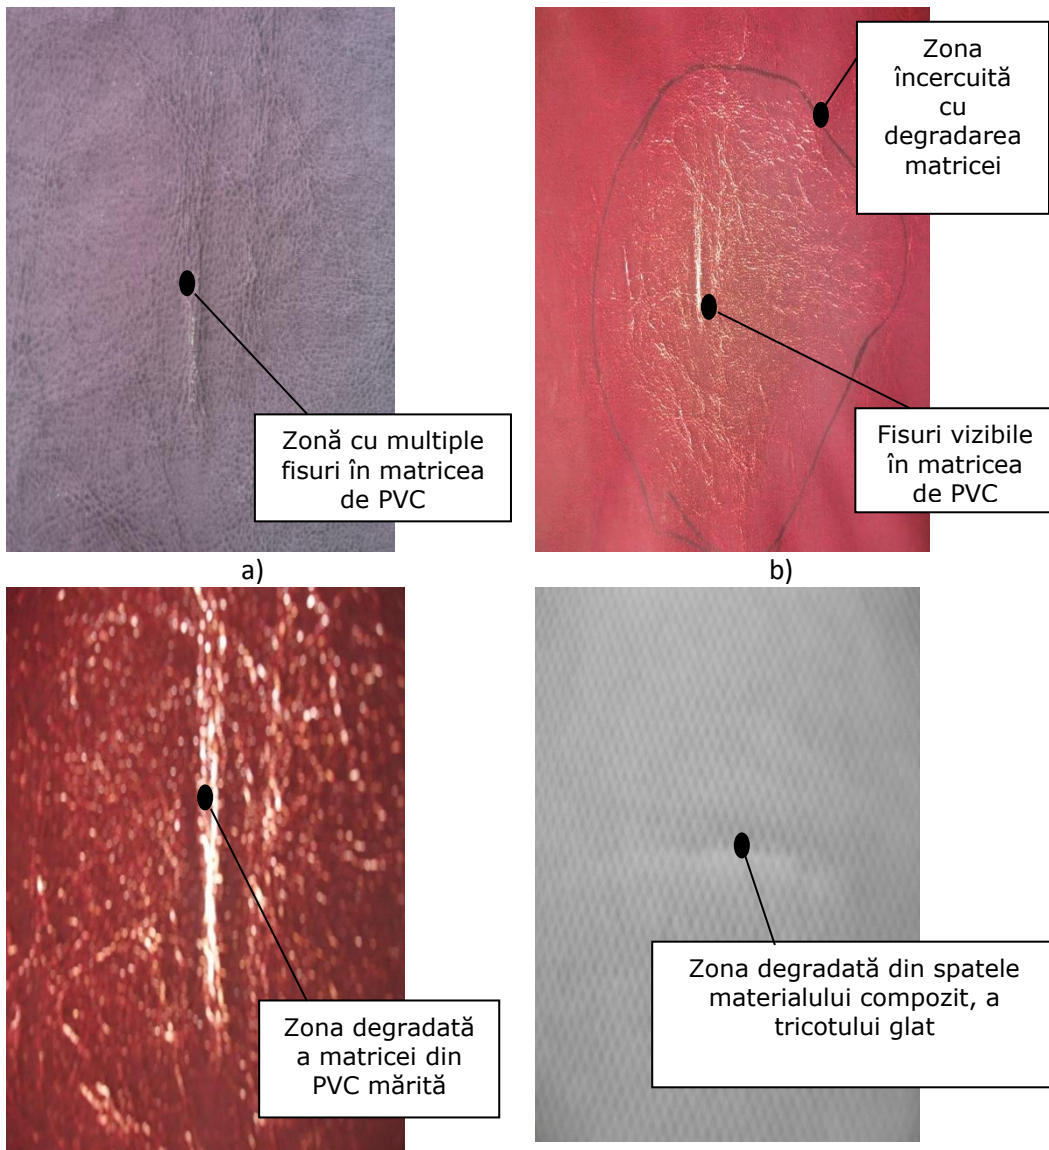 Zona
încercuită
cu
degradarea
matricei
Zonă cu multiple
fisuri în matricea
de PVC
Fisuri vizibile
în matricea
de PVC
a)
b)
Zona degradată
a matricei din
PVC mărită
Zona degradată din spatele
materialului compozit, a
tricotului glat